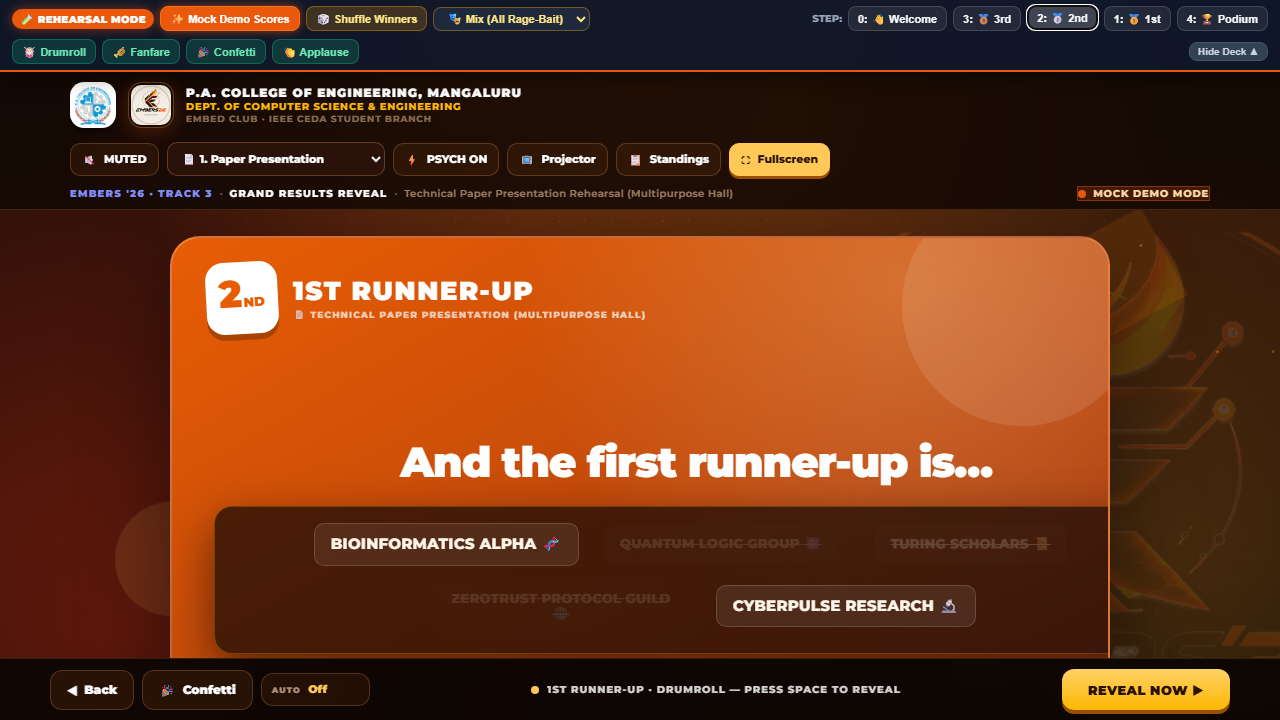 🧪 REHEARSAL MODE
✨ Mock Demo Scores
🎲 Shuffle Winners
🎭 Mix (All Rage-Bait)
STEP:
0: 👋 Welcome
3: 🥉 3rd
2: 🥈 2nd
1: 🥇 1st
4: 🏆 Podium
🥁 Drumroll
🎺 Fanfare
🎉 Confetti
👏 Applause
Hide Deck ▲
P.A. COLLEGE OF ENGINEERING, MANGALURU
DEPT. OF COMPUTER SCIENCE & ENGINEERING
EMBED CLUB · IEEE CEDA STUDENT BRANCH
🔇 MUTED
📄 1. Paper Presentation
⚡ PSYCH ON
📺 Projector
📋 Standings
⛶ Fullscreen
EMBERS '26 • TRACK 3 · GRAND RESULTS REVEAL · Technical Paper Presentation Rehearsal (Multipurpose Hall)
MOCK DEMO MODE
2ND
1ST RUNNER-UP
📄 TECHNICAL PAPER PRESENTATION (MULTIPURPOSE HALL)
And the first runner-up is...
BIOINFORMATICS ALPHA 🧬
QUANTUM LOGIC GROUP
TURING SCHOLARS
ZEROTRUST PROTOCOL GUILD
CYBERPULSE RESEARCH 🔬
◀ Back
🎉 Confetti
AUTO Off
1ST RUNNER-UP · DRUMROLL — PRESS SPACE TO REVEAL
REVEAL NOW ▶